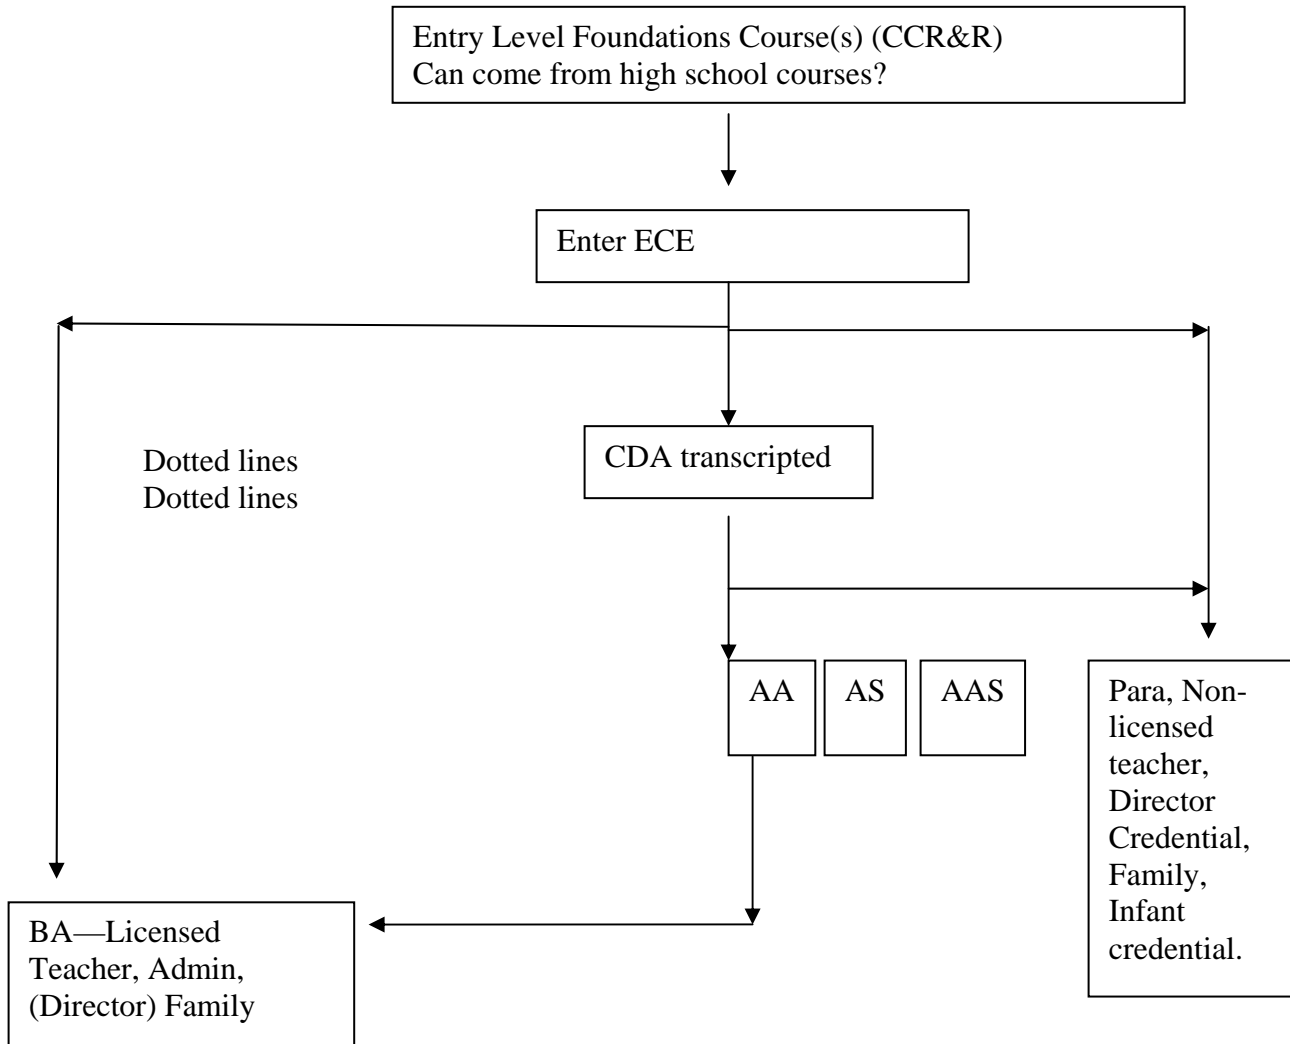 Entry Level Foundations Course(s) (CCR&R)
Can come from high school courses?
Enter ECE
Dotted lines
Dotted lines
CDA transcripted
AA
AS
AAS
Para, Non-
licensed
teacher,
Director
Credential,
Family,
Infant
credential.
BA—Licensed
Teacher, Admin,
(Director) Family